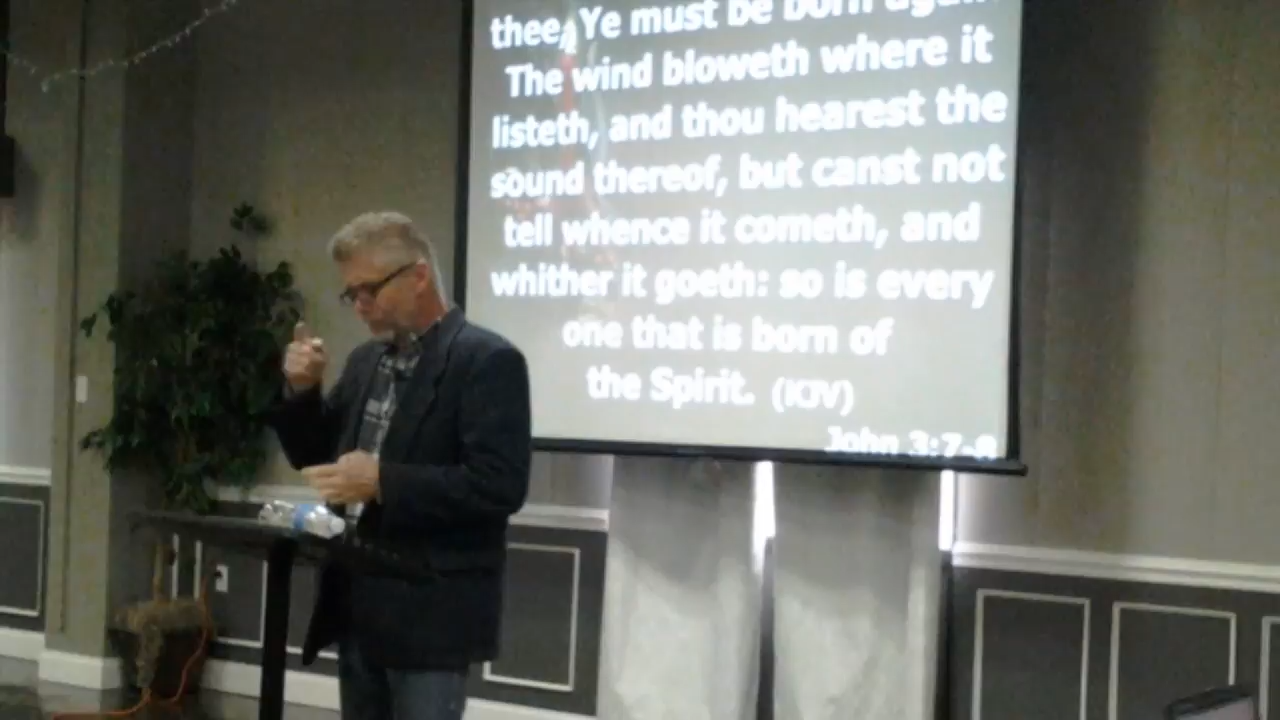 thee, Ye must be born again
The wind bloweth where it
listeth, and thou hearest the
sound thereof, but canst not
tell whence it cometh, and
whither it goeth: so is every
one that is born of
the Spirit. (KJV)
John 3:7-8